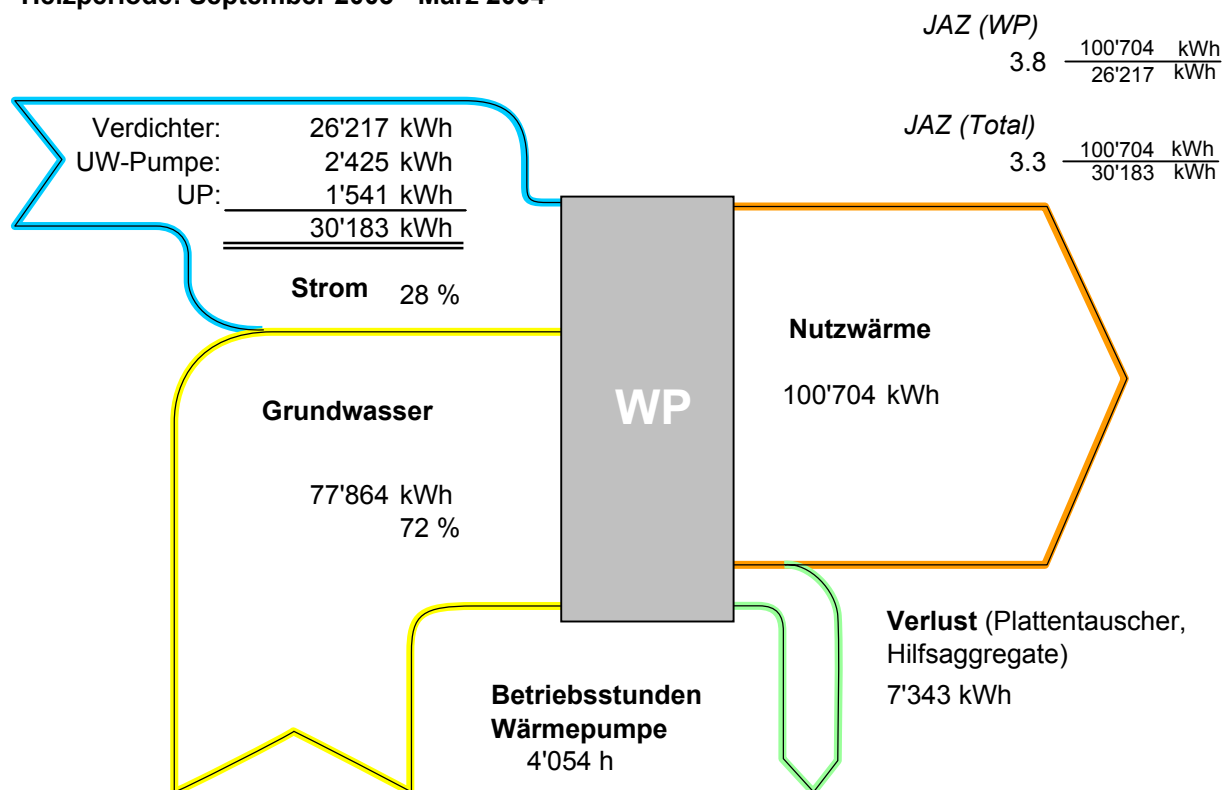 JAZ (WP)
3.8 100'704 kWh
26'217 kWh
JAZ (Total)
3.3 100'704 kWh
30'183 kWh
Verdichter: 26'217 kWh
UW-Pumpe: 2'425 kWh
UP: 1'541 kWh
30'183 kWh
Strom 28 %
Grundwasser
77'864 kWh
72 %
WP
Nutzwärme
100'704 kWh
Verlust (Plattentauscher,
Hilfsaggregate)
7'343 kWh
Betriebsstunden
Wärmepumpe
4'054 h